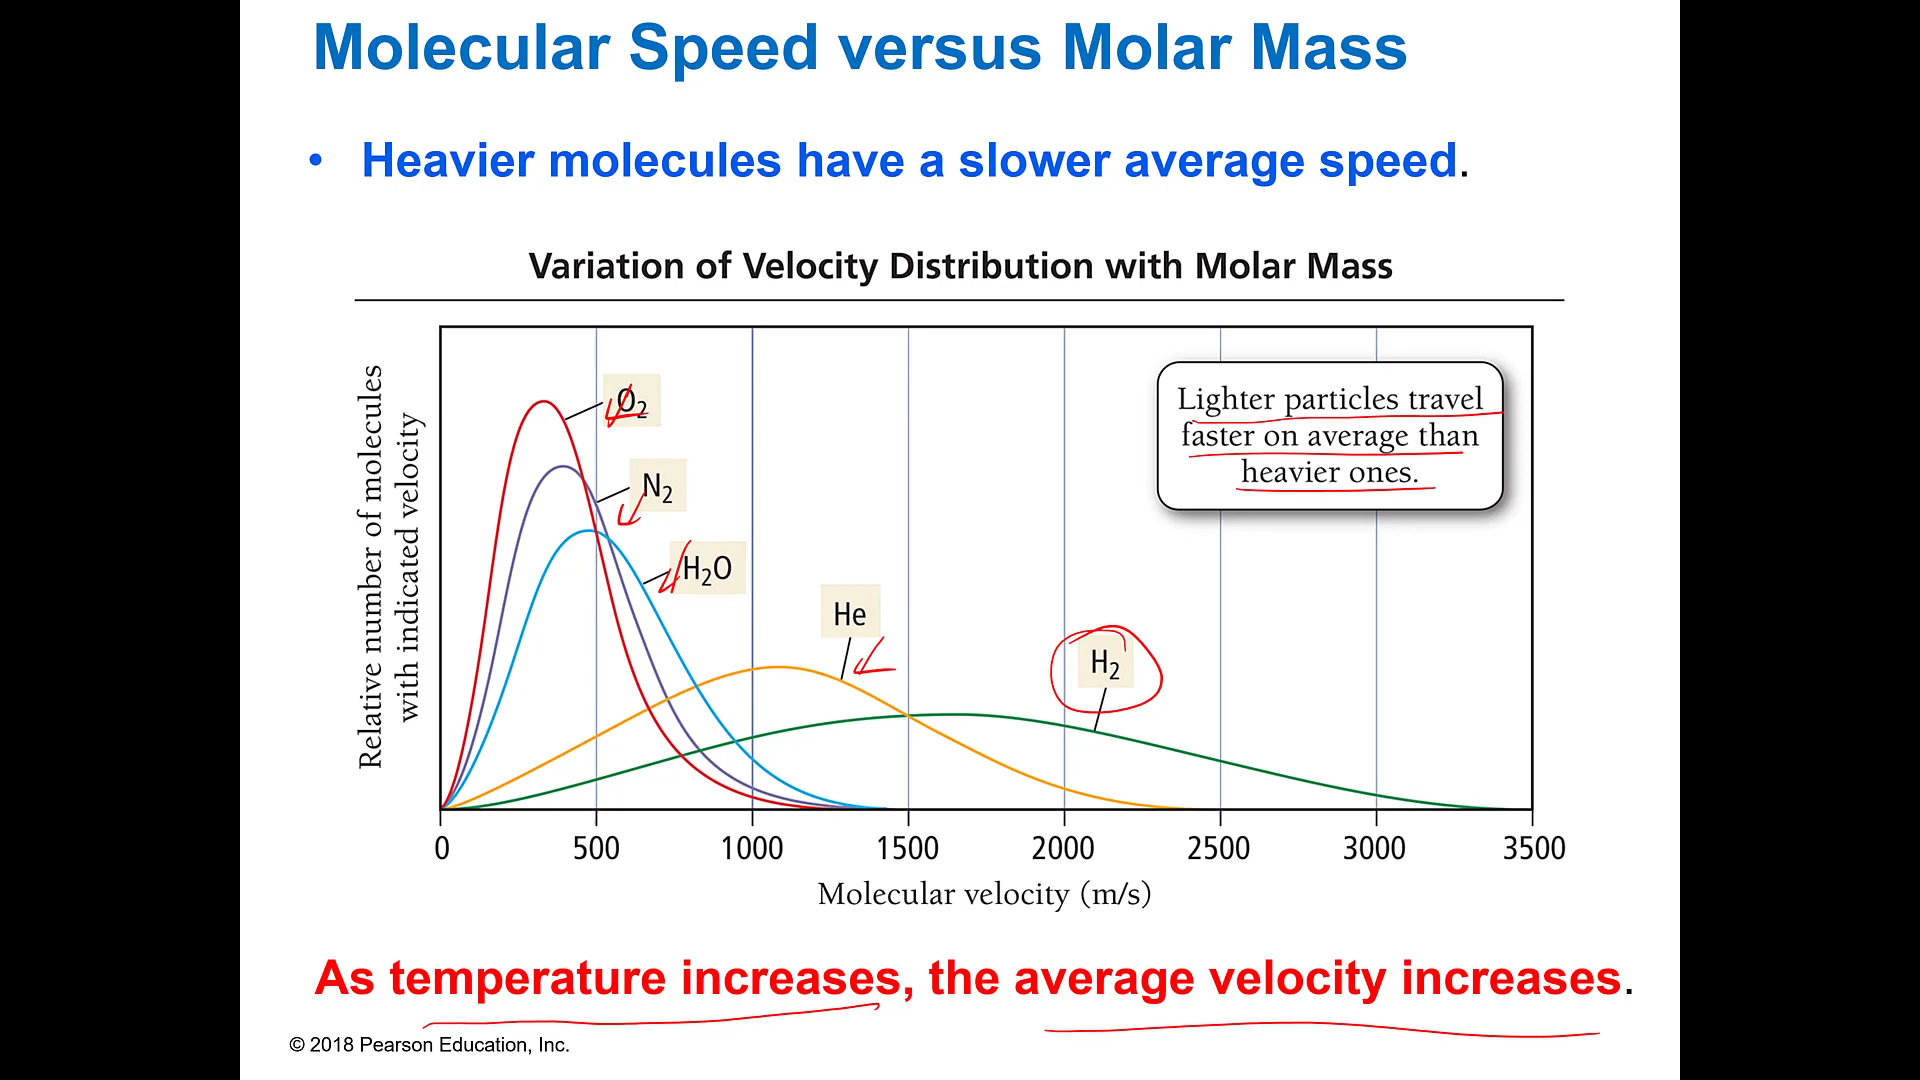 Molecular Speed versus Molar Mass
• Heavier molecules have a slower average speed.
Variation of Velocity Distribution with Molar Mass
Relative number of molecules
with indicated velocity
O₂
N₂
H₂O
He
H₂
Lighter particles travel
faster on average than
heavier ones.
0 500 1000 1500 2000 2500 3000 3500
Molecular velocity (m/s)
As temperature increases, the average velocity increases.
© 2018 Pearson Education, Inc.